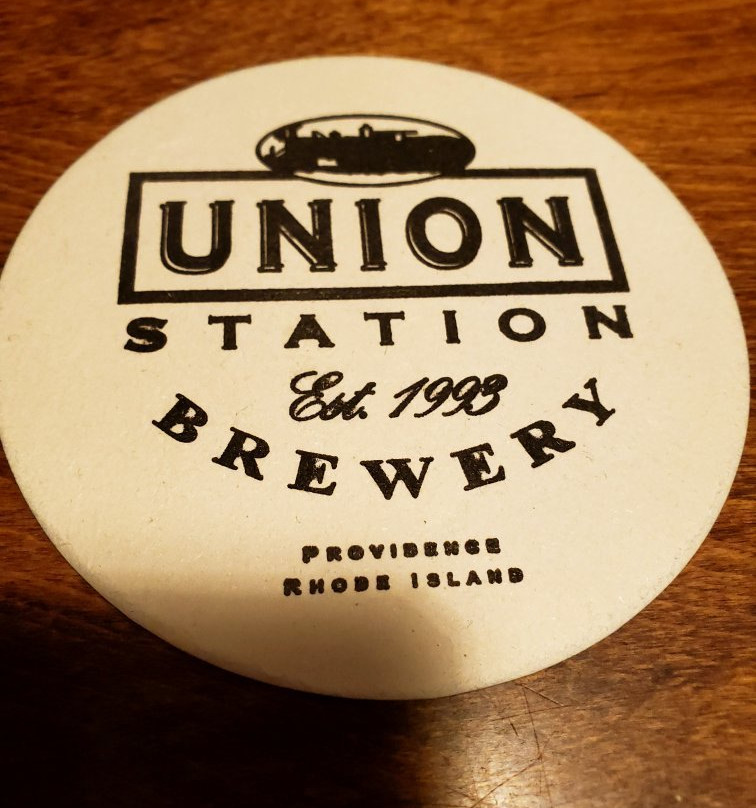 UNION
STATION
Est. 1993
BREWERY
PROVIDENCE
RHODE ISLAND